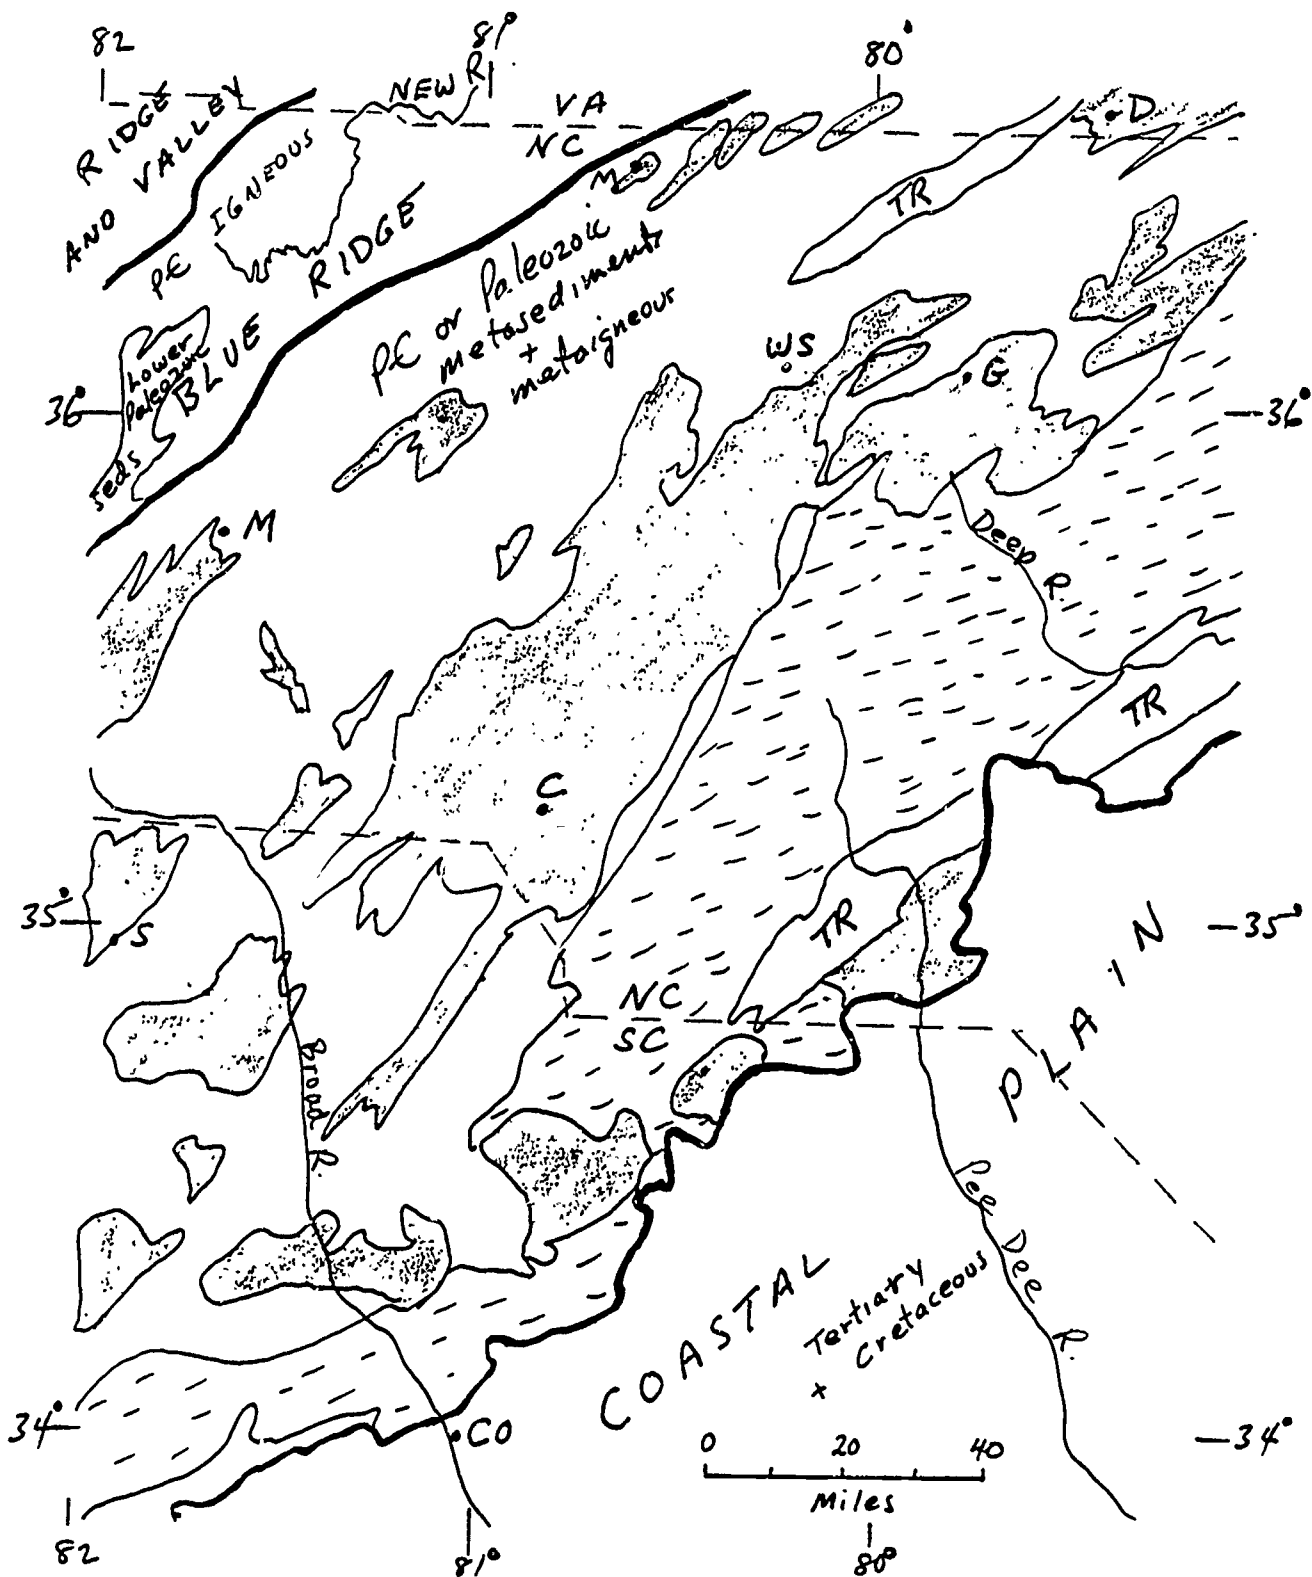 82
81°
80°
NEW R.
VA
NC
RIDGE
AND VALLEY
IGNEOUS
PЄ
BLUE RIDGE
M
D
TR
PЄ or Paleozoic
metasediments
+
metaigneous
Lower
Paleozoic
seds
WS
G
36°
36°
M
Deep R.
TR
C
35°
S
TR
35°
NC
SC
Broad R.
Pee Dee R.
COASTAL PLAIN
Tertiary
Cretaceous
x
34°
CO
34°
0 20 40
Miles
82
81°
80°